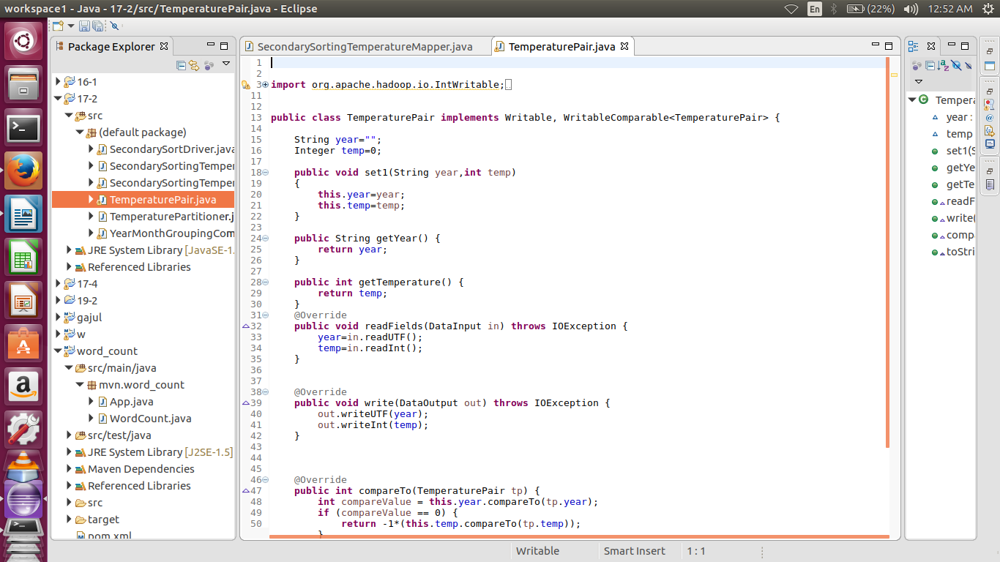 workspace1 - Java - 17-2/src/TemperaturePair.java - Eclipse
En (22%) 12:52 AM
Package Explorer
16-1
17-2
src
(default package)
SecondarySortDriver.java
SecondarySortingTemper
SecondarySortingTemper
TemperaturePair.java
TemperaturePartitioner.j
YearMonthGroupingCom
JRE System Library [JavaSE-1.
Referenced Libraries
17-4
19-2
gajul
w
word_count
src/main/java
mvn.word_count
App.java
WordCount.java
src/test/java
JRE System Library [J2SE-1.5]
Maven Dependencies
Referenced Libraries
src
target
pom.xml
SecondarySortingTemperatureMapper.java
TemperaturePair.java
1
2
3 import org.apache.hadoop.io.IntWritable;
11
12
13 public class TemperaturePair implements Writable, WritableComparable<TemperaturePair> {
14
15 String year="";
16 Integer temp=0;
17
18 public void set1(String year,int temp)
19 {
20 this.year=year;
21 this.temp=temp;
22 }
23
24 public String getYear() {
25 return year;
26 }
27
28 public int getTemperature() {
29 return temp;
30 }
31 @Override
32 public void readFields(DataInput in) throws IOException {
33 year=in.readUTF();
34 temp=in.readInt();
35 }
36
37
38 @Override
39 public void write(DataOutput out) throws IOException {
40 out.writeUTF(year);
41 out.writeInt(temp);
42 }
43
44
45
46 @Override
47 public int compareTo(TemperaturePair tp) {
48 int compareValue = this.year.compareTo(tp.year);
49 if (compareValue == 0) {
50 return -1*(this.temp.compareTo(tp.temp));
}
Tempera
year :
temp
set1(S
getYe
getTe
readF
write(
compa
toStri
Writable
Smart Insert
1 : 1